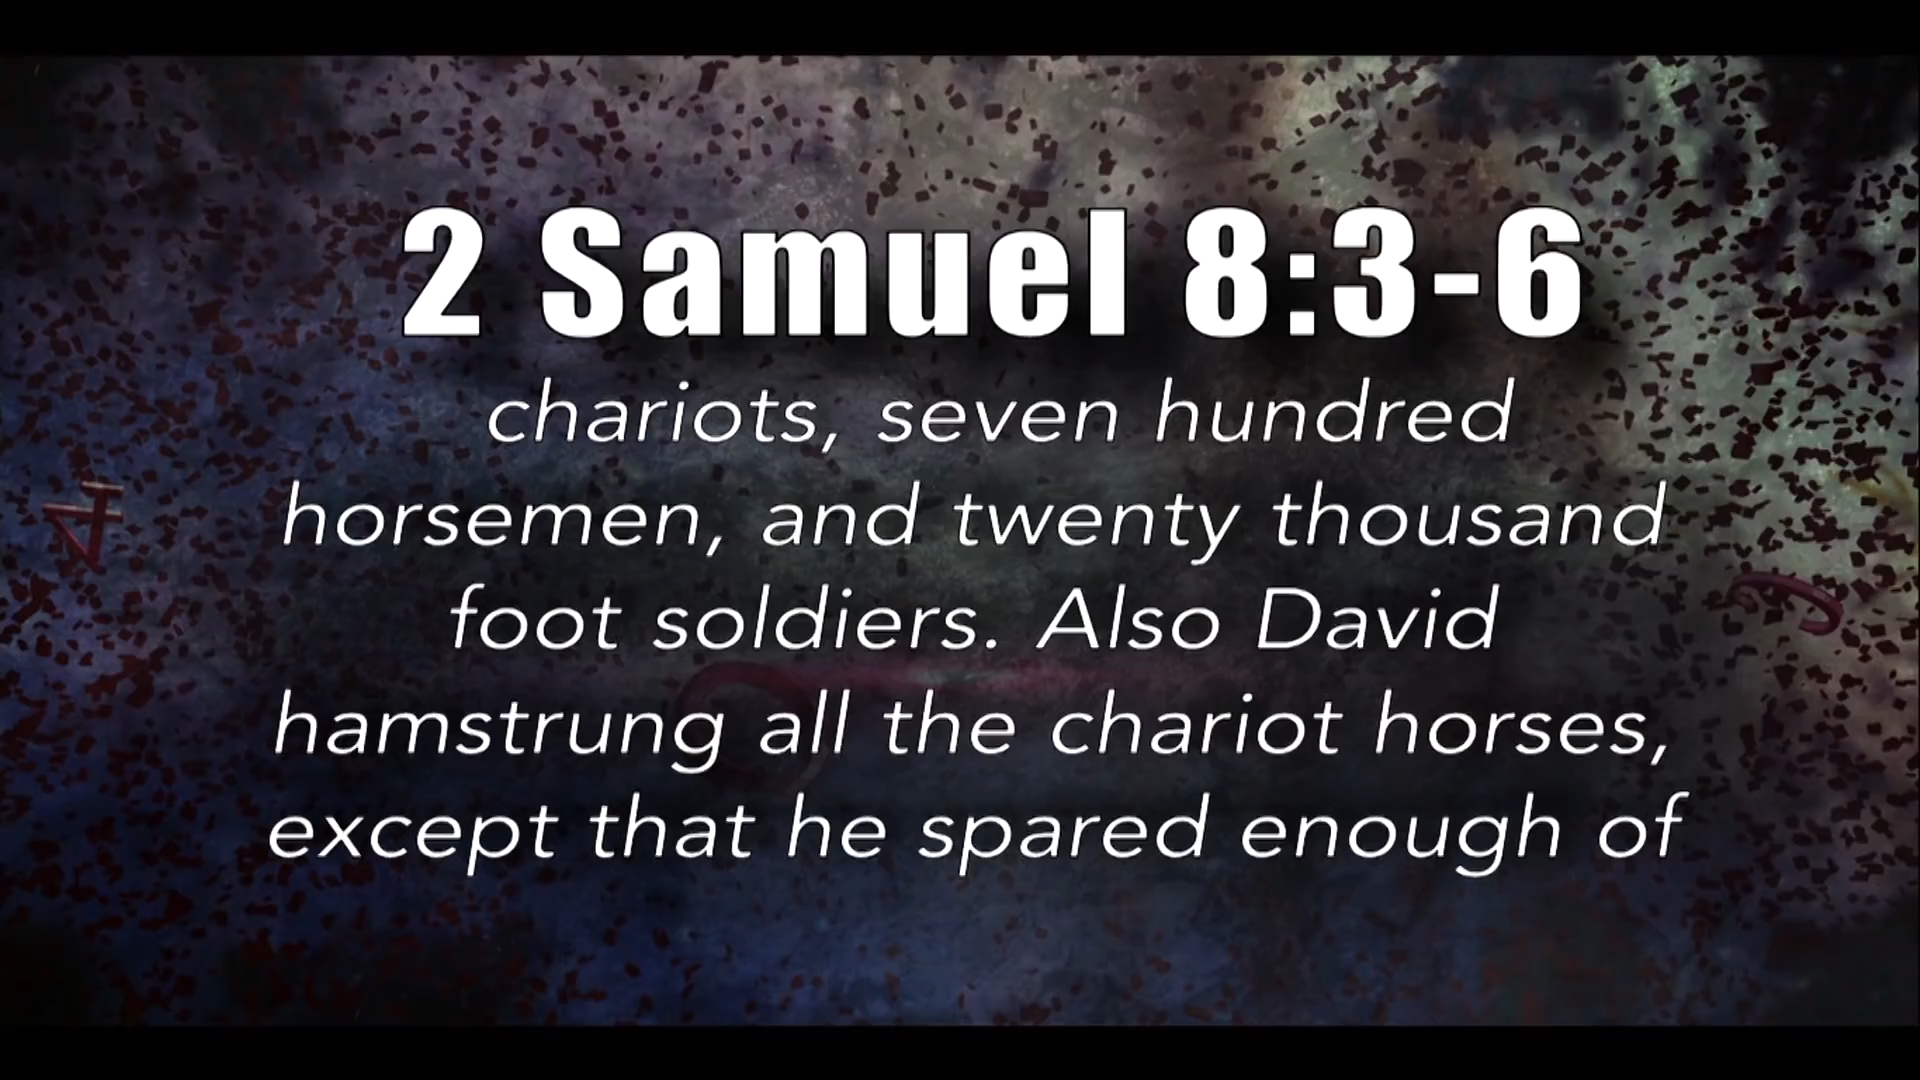 2 Samuel 8:3-6
chariots, seven hundred
horsemen, and twenty thousand
foot soldiers. Also David
hamstrung all the chariot horses,
except that he spared enough of